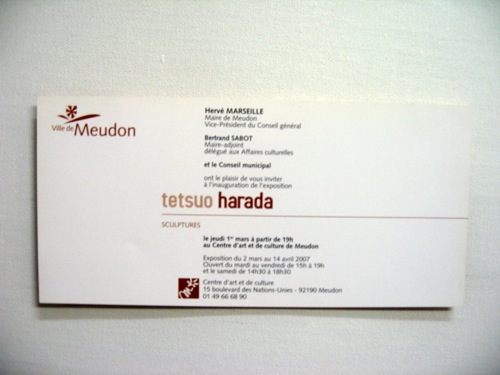 Ville de Meudon
Hervé MARSEILLE
Maire de Meudon
Vice-Président du Conseil général
Bertrand SABOT
Maire-adjoint
délégué aux Affaires culturelles
et le Conseil municipal
ont le plaisir de vous inviter
à l'inauguration de l'exposition
tetsuo harada
SCULPTURES
le jeudi 1er mars à partir de 19h
au Centre d'art et de culture de Meudon
Exposition du 2 mars au 14 avril 2007
Ouvert du mardi au vendredi de 15h à 19h
et le samedi de 14h30 à 18h30
Centre d'art et de culture
15 boulevard des Nations-Unies - 92190 Meudon
01 49 66 68 90